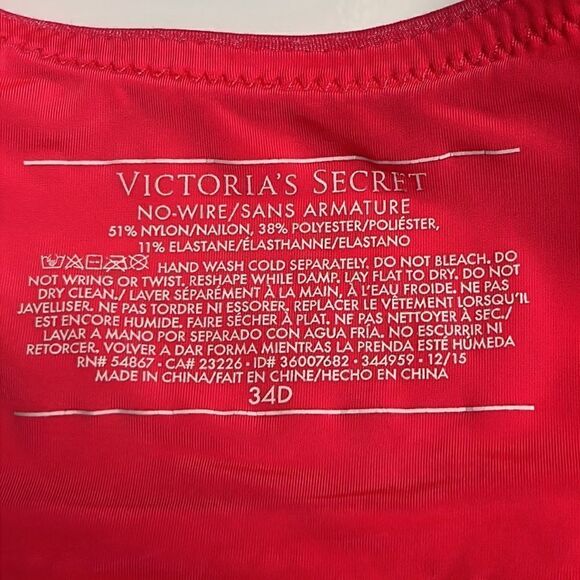 VICTORIA'S SECRET
NO-WIRE/SANS ARMATURE
51% NYLON/NAILON, 38% POLYESTER/POLIÉSTER,
11% ELASTANE/ÉLASTHANNE/ELASTANO
HAND WASH COLD SEPARATELY. DO NOT BLEACH. DO
NOT WRING OR TWIST. RESHAPE WHILE DAMP. LAY FLAT TO DRY. DO NOT
DRY CLEAN./ LAVER SÉPARÉMENT À LA MAIN, À L'EAU FROIDE. NE PAS
JAVELLISER. NE PAS TORDRE NI ESSORER. REPLACER LE VÊTEMENT LORSQU'IL
EST ENCORE HUMIDE. FAIRE SÉCHER À PLAT. NE PAS NETTOYER À SEC./
LAVAR A MANO POR SEPARADO CON AGUA FRÍA. NO ESCURRIR NI
RETORCER. VOLVER A DAR FORMA MIENTRAS LA PRENDA ESTÉ HÚMEDA
RN# 54867 • CA# 23226 • ID# 36007682 • 344959 • 12/15
MADE IN CHINA/FAIT EN CHINE/HECHO EN CHINA
34D